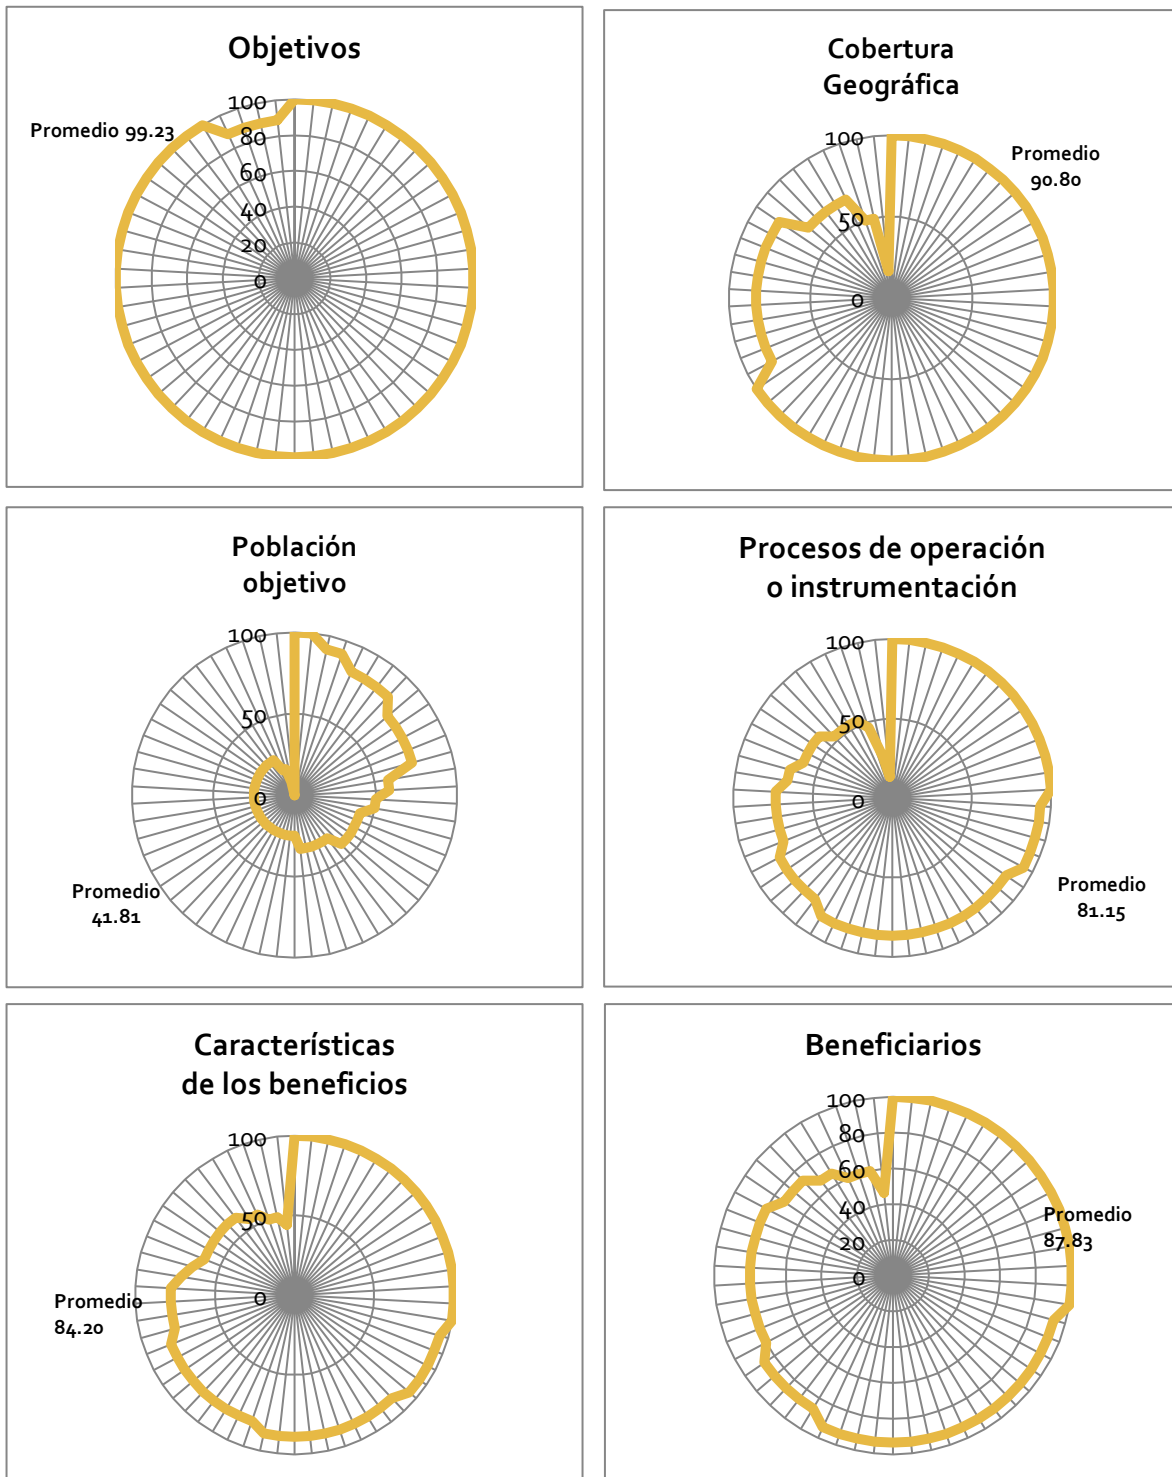 Objetivos
Promedio 99.23
100
80
60
40
20
0
Cobertura
Geográfica
Promedio
90.80
100
50
0
Población
objetivo
100
50
0
Promedio
41.81
Procesos de operación
o instrumentación
100
50
0
Promedio
81.15
Características
de los beneficios
100
50
0
Promedio
84.20
Beneficiarios
100
80
60
40
20
0
Promedio
87.83